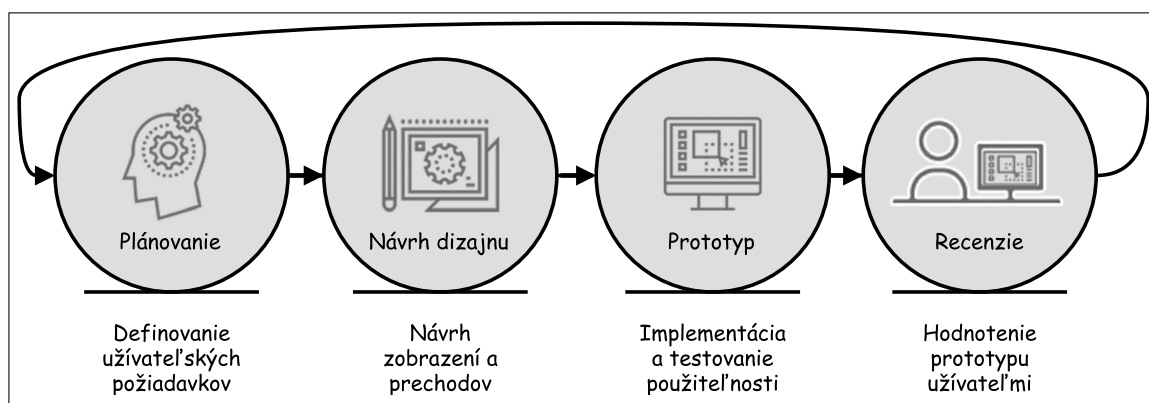 Plánovanie
Návrh dizajnu
Prototyp
Recenzie
Definovanie
užívateľských
požiadavkov
Návrh
zobrazení a
prechodov
Implementácia
a testovanie
použiteľnosti
Hodnotenie
prototypu
užívateľmi